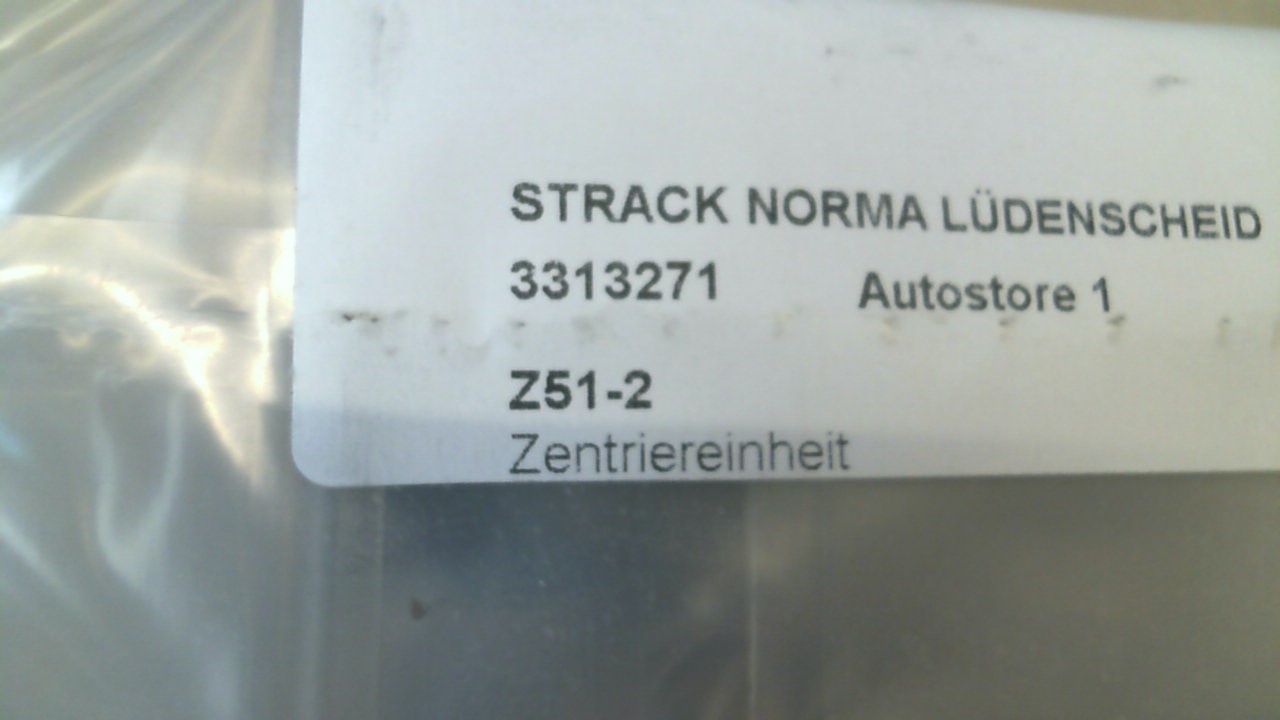 STRACK NORMA LÜDENSCHEID
3313271 Autostore 1
Z51-2
Zentriereinheit